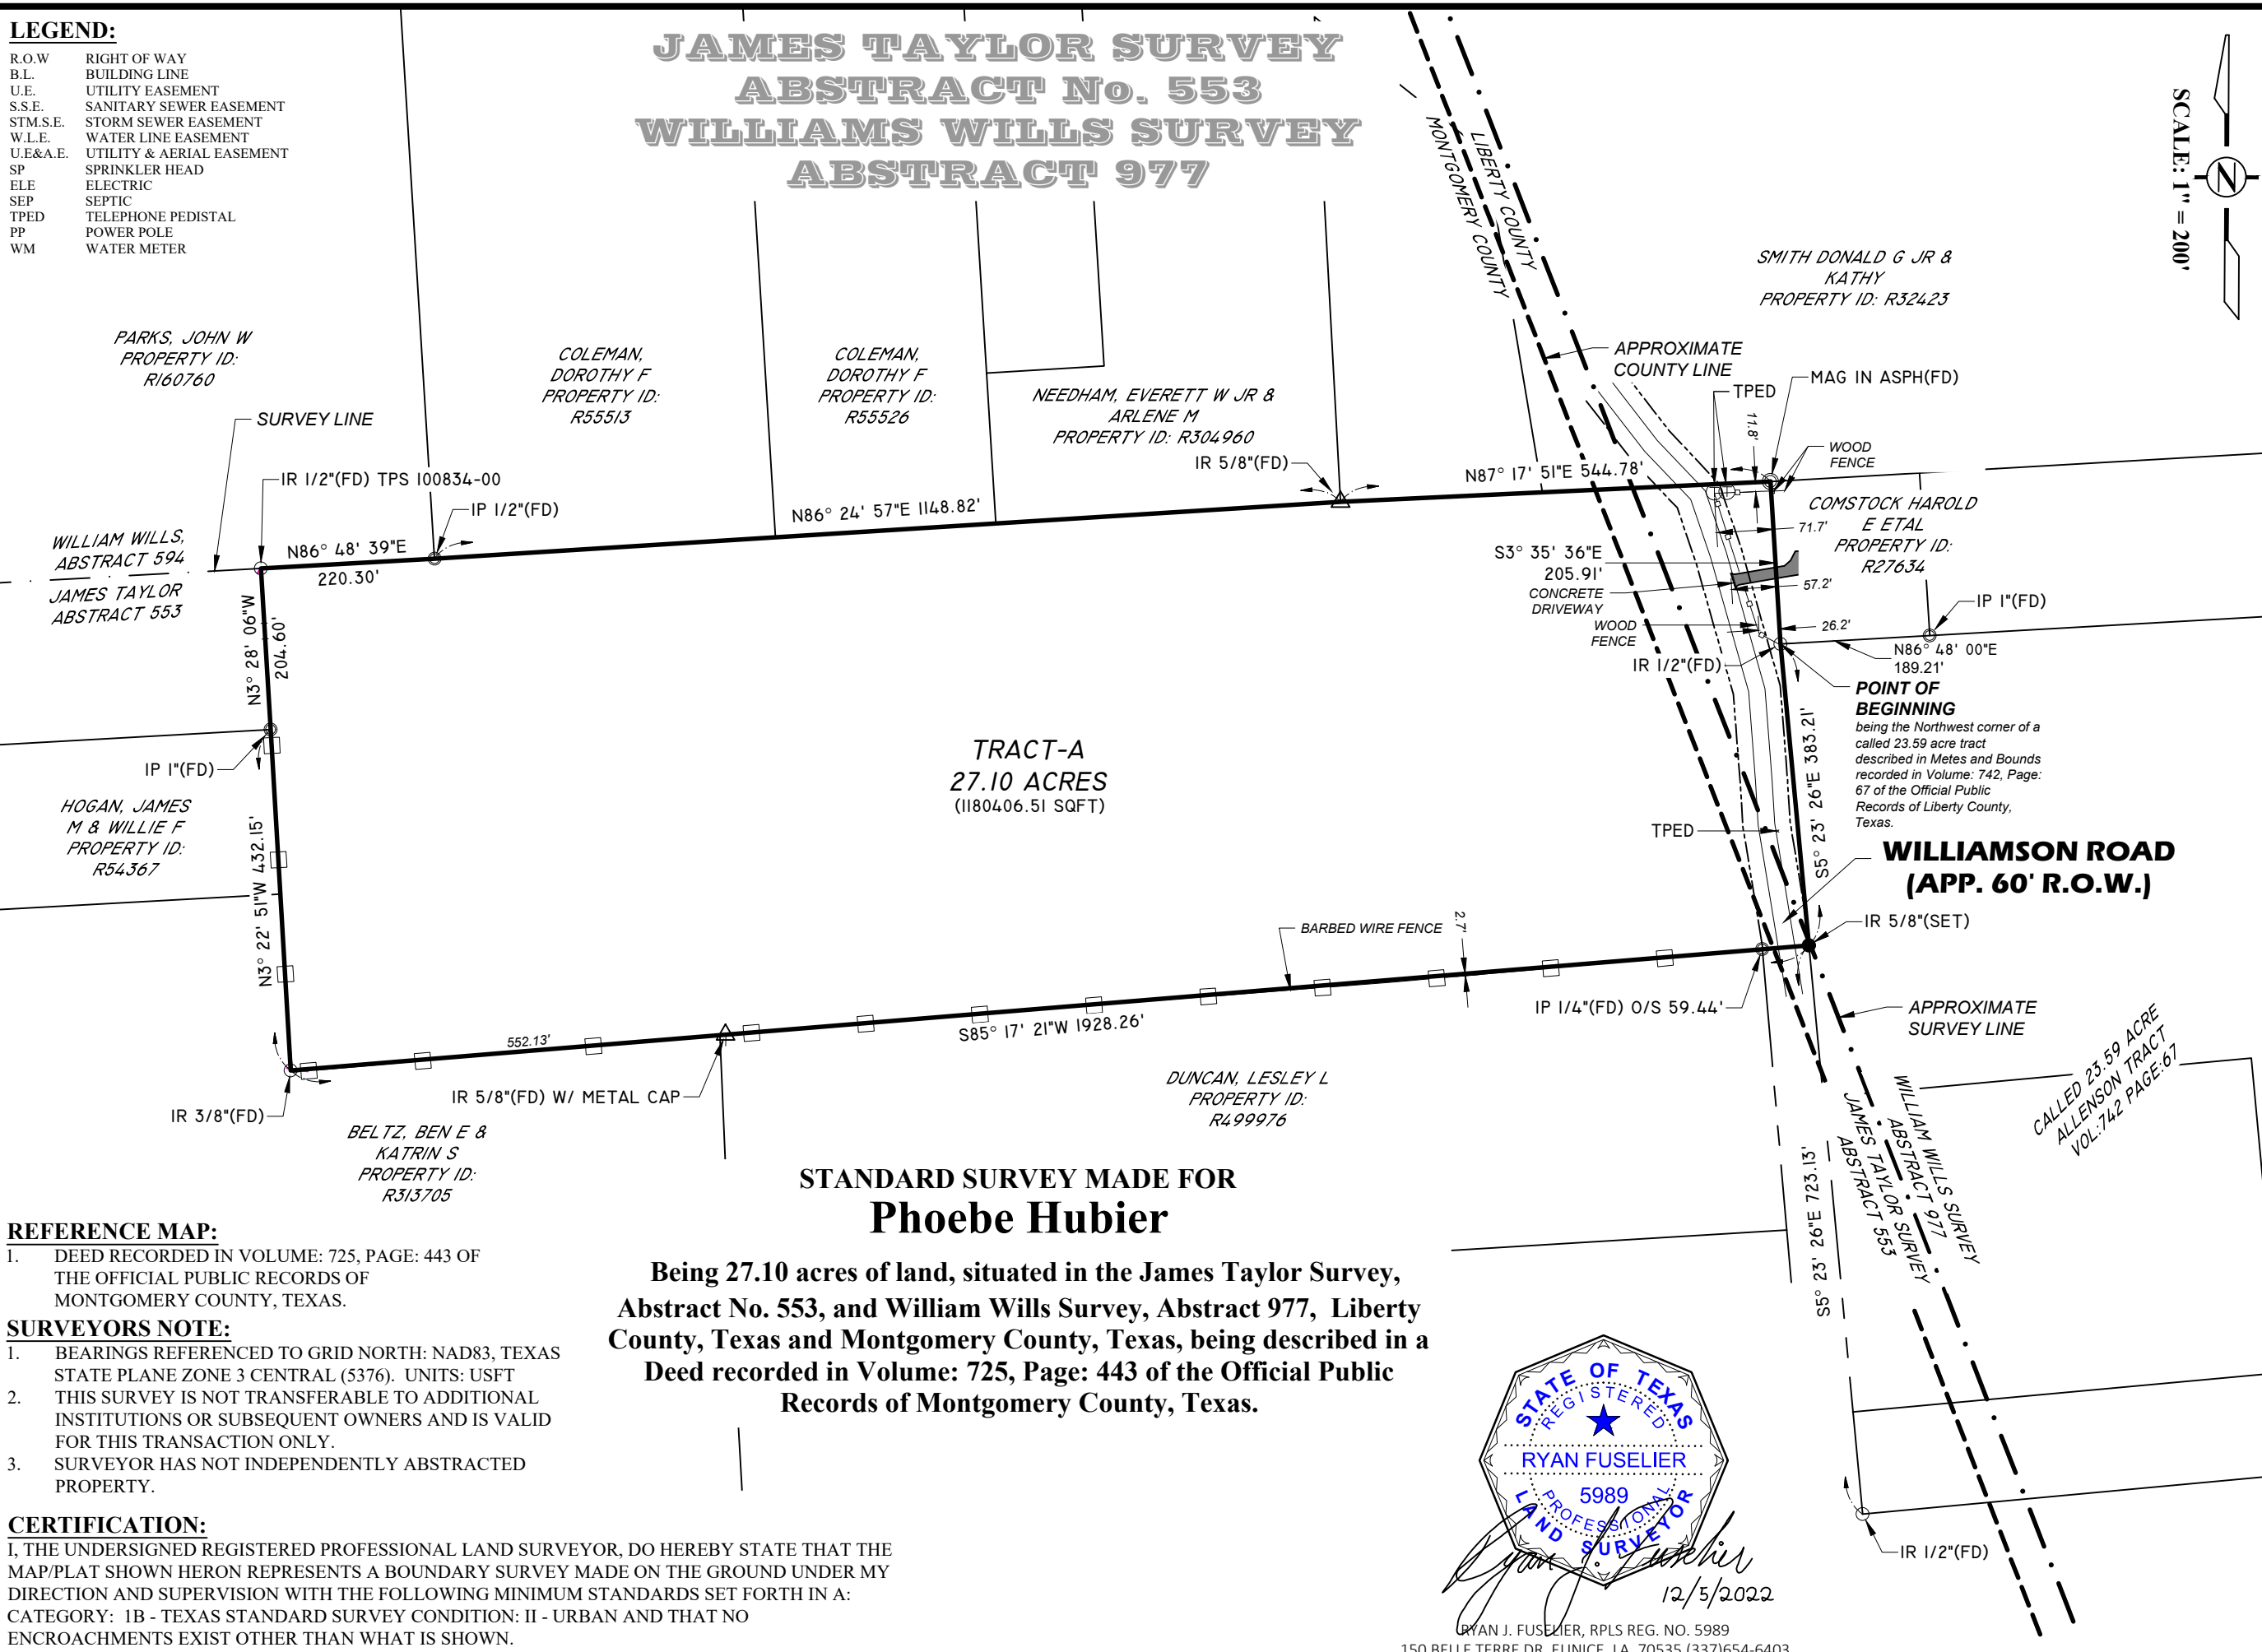 LEGEND:
R.O.W RIGHT OF WAY
B.L. BUILDING LINE
U.E. UTILITY EASEMENT
S.S.E. SANITARY SEWER EASEMENT
STM.S.E. STORM SEWER EASEMENT
W.L.E. WATER LINE EASEMENT
U.E&A.E. UTILITY & AERIAL EASEMENT
SP SPRINKLER HEAD
ELE ELECTRIC
SEP SEPTIC
TPED TELEPHONE PEDISTAL
PP POWER POLE
WM WATER METER
JAMES TAYLOR SURVEY
ABSTRACT No. 553
WILLIAMS WILLS SURVEY
ABSTRACT 977
SCALE: 1" = 200'
N
LIBERTY COUNTY
MONTGOMERY COUNTY
SMITH DONALD G JR &
KATHY
PROPERTY ID: R32423
PARKS, JOHN W
PROPERTY ID:
R160760
COLEMAN,
DOROTHY F
PROPERTY ID:
R55513
COLEMAN,
DOROTHY F
PROPERTY ID:
R55526
NEEDHAM, EVERETT W JR &
ARLENE M
PROPERTY ID: R304960
APPROXIMATE
COUNTY LINE
TPED
MAG IN ASPH(FD)
11.8'
WOOD
FENCE
SURVEY LINE
IR 1/2"(FD) TPS 100834-00
IP 1/2"(FD)
IR 5/8"(FD)
N87° 17' 51"E 544.78'
N86° 24' 57"E 1148.82'
N86° 48' 39"E
220.30'
WILLIAM WILLS,
ABSTRACT 594
JAMES TAYLOR
ABSTRACT 553
COMSTOCK HAROLD
E ETAL
PROPERTY ID:
R27634
71.7'
S3° 35' 36"E
205.91'
CONCRETE
DRIVEWAY
57.2'
WOOD
FENCE
26.2'
IP 1"(FD)
IR 1/2"(FD)
N86° 48' 00"E
189.21'
N3° 28' 06"W
204.60'
IP 1"(FD)
HOGAN, JAMES
M & WILLIE F
PROPERTY ID:
R54367
N3° 22' 51"W 432.15'
TRACT-A
27.10 ACRES
(1180406.51 SQFT)
POINT OF
BEGINNING
being the Northwest corner of a
called 23.59 acre tract
described in Metes and Bounds
recorded in Volume: 742, Page:
67 of the Official Public
Records of Liberty County,
Texas.
S5° 23' 26"E 383.21'
TPED
WILLIAMSON ROAD
(APP. 60' R.O.W.)
IR 5/8"(SET)
BARBED WIRE FENCE
2.7'
IP 1/4"(FD) O/S 59.44'
APPROXIMATE
SURVEY LINE
S85° 17' 21"W 1928.26'
552.13'
IR 5/8"(FD) W/ METAL CAP
IR 3/8"(FD)
BELTZ, BEN E &
KATRIN S
PROPERTY ID:
R313705
DUNCAN, LESLEY L
PROPERTY ID:
R499976
CALLED 23.59 ACRE
ALLENSON TRACT
VOL:742 PAGE:67
WILLIAM WILLS SURVEY
ABSTRACT 977
JAMES TAYLOR SURVEY
ABSTRACT 553
S5° 23' 26"E 723.13'
IR 1/2"(FD)
STANDARD SURVEY MADE FOR
Phoebe Hubier
Being 27.10 acres of land, situated in the James Taylor Survey,
Abstract No. 553, and William Wills Survey, Abstract 977, Liberty
County, Texas and Montgomery County, Texas, being described in a
Deed recorded in Volume: 725, Page: 443 of the Official Public
Records of Montgomery County, Texas.
REFERENCE MAP:
1. DEED RECORDED IN VOLUME: 725, PAGE: 443 OF
THE OFFICIAL PUBLIC RECORDS OF
MONTGOMERY COUNTY, TEXAS.
SURVEYORS NOTE:
1. BEARINGS REFERENCED TO GRID NORTH: NAD83, TEXAS
STATE PLANE ZONE 3 CENTRAL (5376). UNITS: USFT
2. THIS SURVEY IS NOT TRANSFERABLE TO ADDITIONAL
INSTITUTIONS OR SUBSEQUENT OWNERS AND IS VALID
FOR THIS TRANSACTION ONLY.
3. SURVEYOR HAS NOT INDEPENDENTLY ABSTRACTED
PROPERTY.
CERTIFICATION:
I, THE UNDERSIGNED REGISTERED PROFESSIONAL LAND SURVEYOR, DO HEREBY STATE THAT THE
MAP/PLAT SHOWN HERON REPRESENTS A BOUNDARY SURVEY MADE ON THE GROUND UNDER MY
DIRECTION AND SUPERVISION WITH THE FOLLOWING MINIMUM STANDARDS SET FORTH IN A:
CATEGORY: 1B - TEXAS STANDARD SURVEY CONDITION: II - URBAN AND THAT NO
ENCROACHMENTS EXIST OTHER THAN WHAT IS SHOWN.
STATE OF TEXAS
REGISTERED
RYAN FUSELIER
5989
PROFESSIONAL
LAND SURVEYOR
Ryan J. Fuselier
12/5/2022
RYAN J. FUSELIER, RPLS REG. NO. 5989
150 BELLE TERRE DR. EUNICE, LA. 70535 (337)654-6403